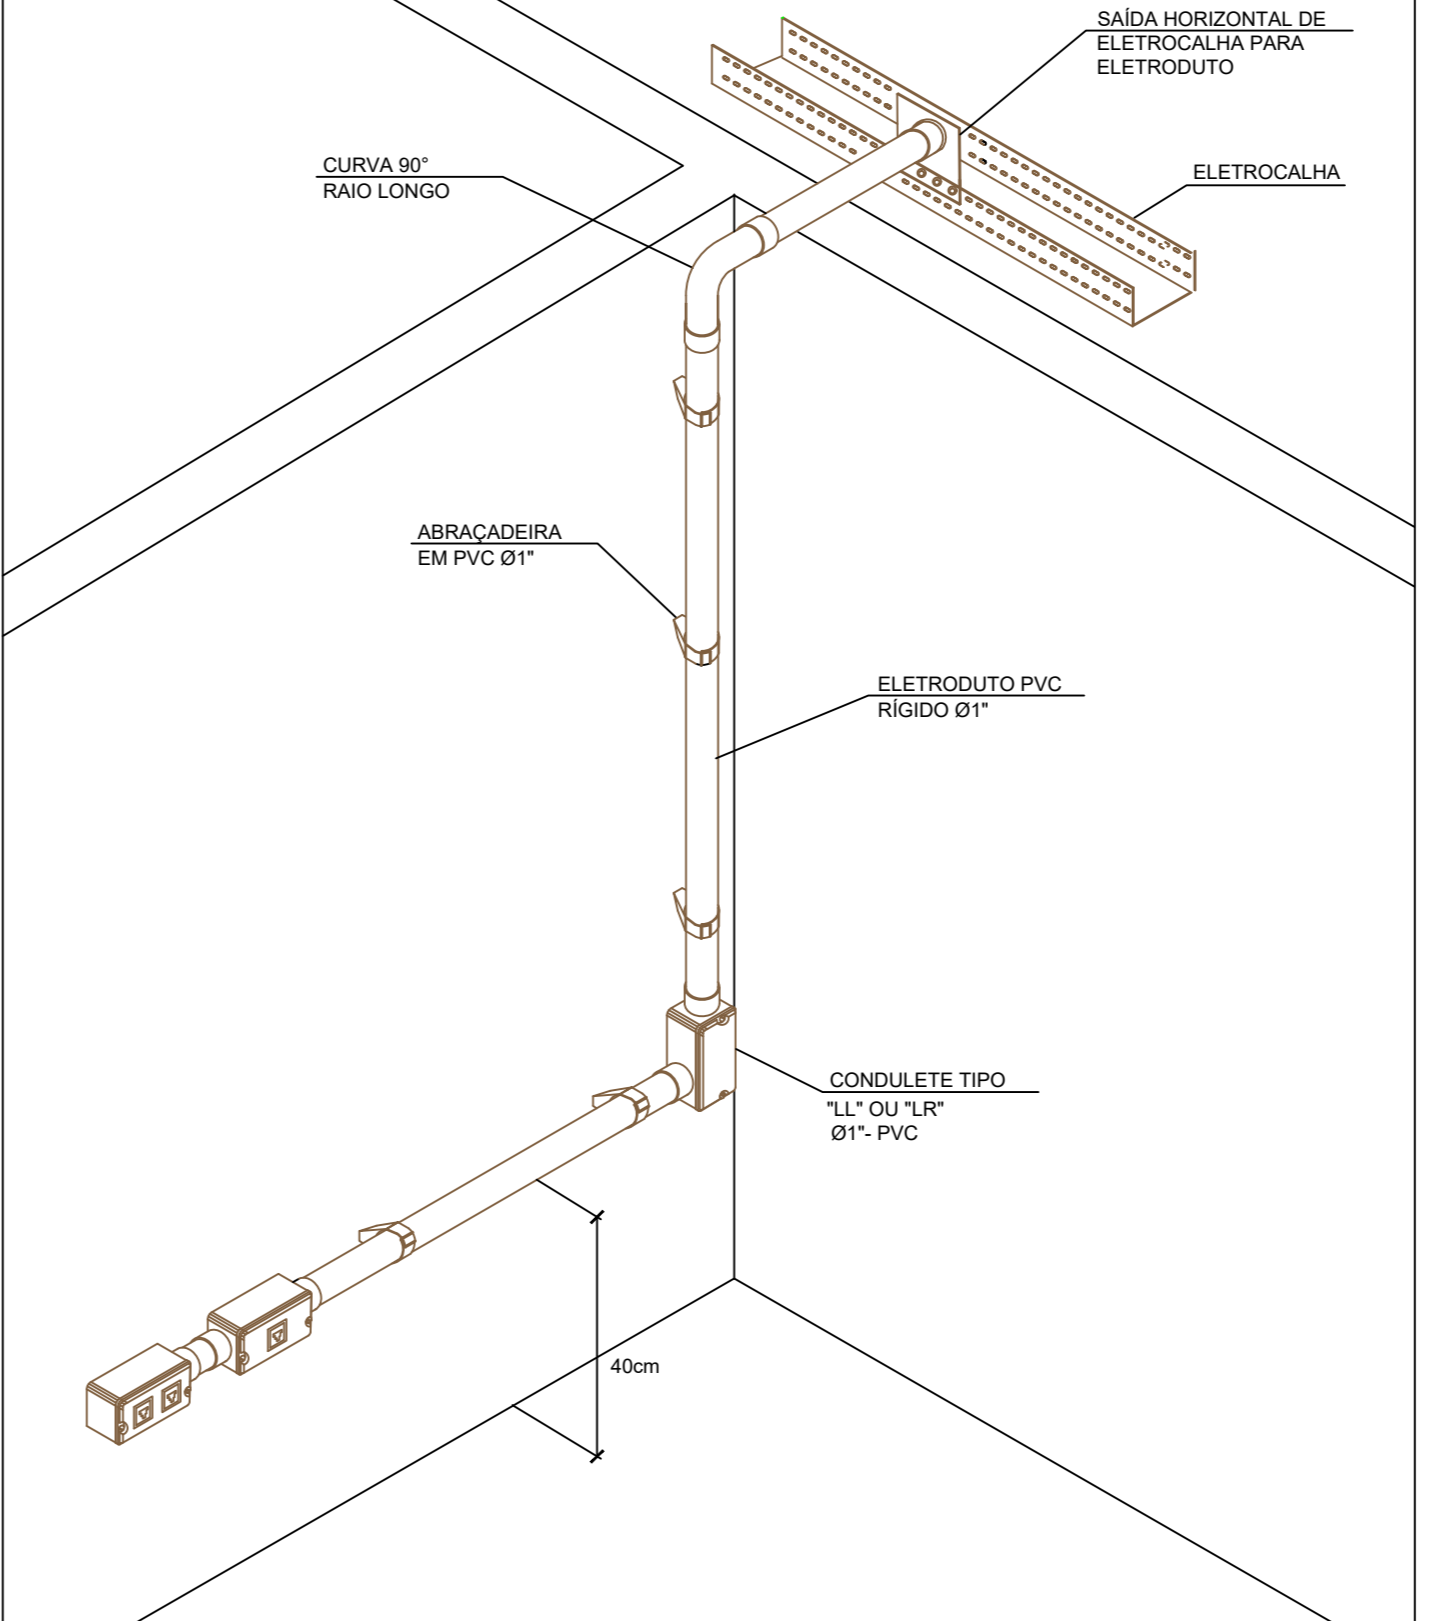 SAÍDA HORIZONTAL DE
ELETROCALHA PARA
ELETRODUTO
CURVA 90°
RAIO LONGO
ELETROCALHA
ABRAÇADEIRA
EM PVC Ø1"
ELETRODUTO PVC
RÍGIDO Ø1"
CONDULETE TIPO
"LL" OU "LR"
Ø1"- PVC
40cm